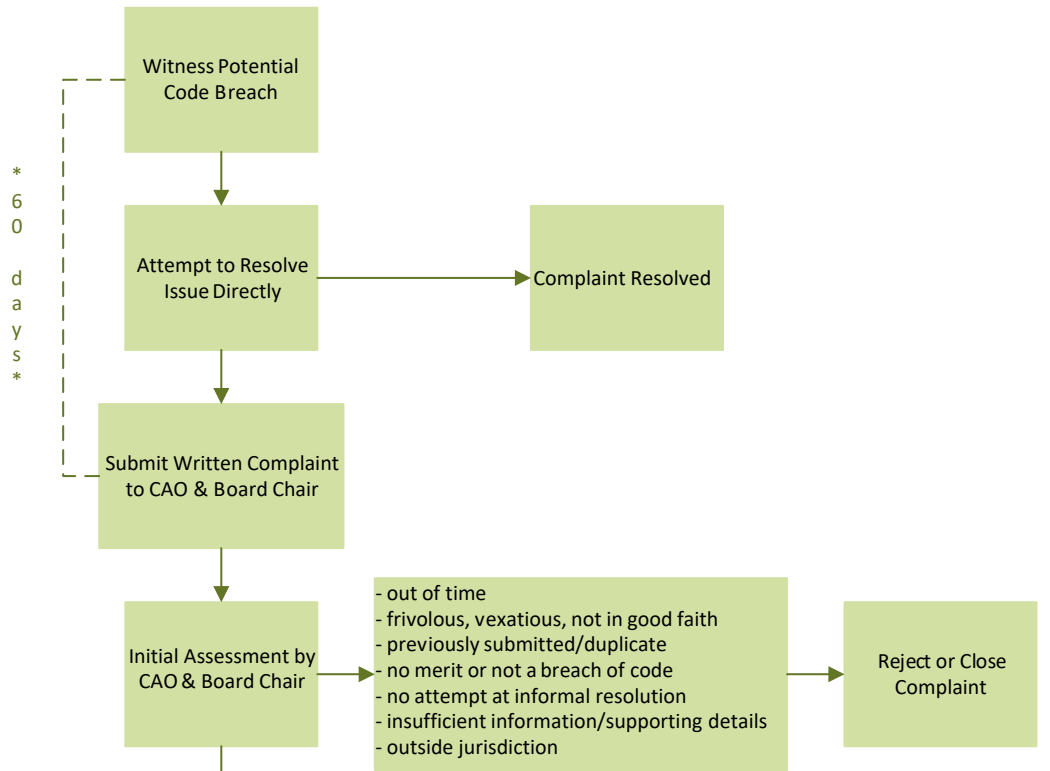 Witness Potential
Code Breach
*60 days*
Attempt to Resolve
Issue Directly
Complaint Resolved
Submit Written Complaint
to CAO & Board Chair
Initial Assessment by
CAO & Board Chair
- out of time
- frivolous, vexatious, not in good faith
- previously submitted/duplicate
- no merit or not a breach of code
- no attempt at informal resolution
- insufficient information/supporting details
- outside jurisdiction
Reject or Close
Complaint